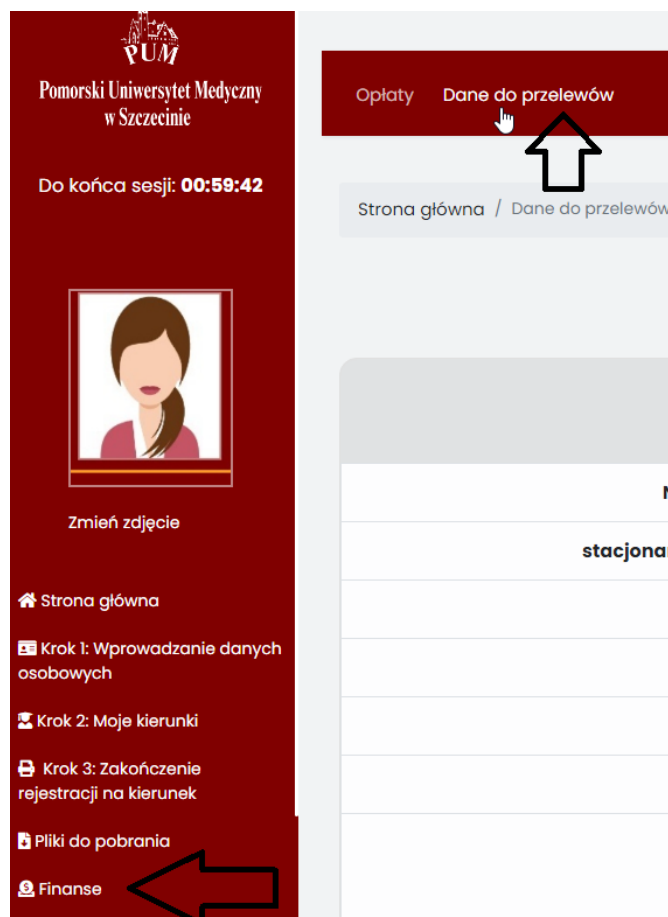 PUM
Pomorski Uniwersytet Medyczny
w Szczecinie
Do końca sesji: 00:59:42
Zmień zdjęcie
Strona główna
Krok 1: Wprowadzanie danych
osobowych
Krok 2: Moje kierunki
Krok 3: Zakończenie
rejestracji na kierunek
Pliki do pobrania
Finanse
Opłaty Dane do przelewów
Strona główna / Dane do przelewów